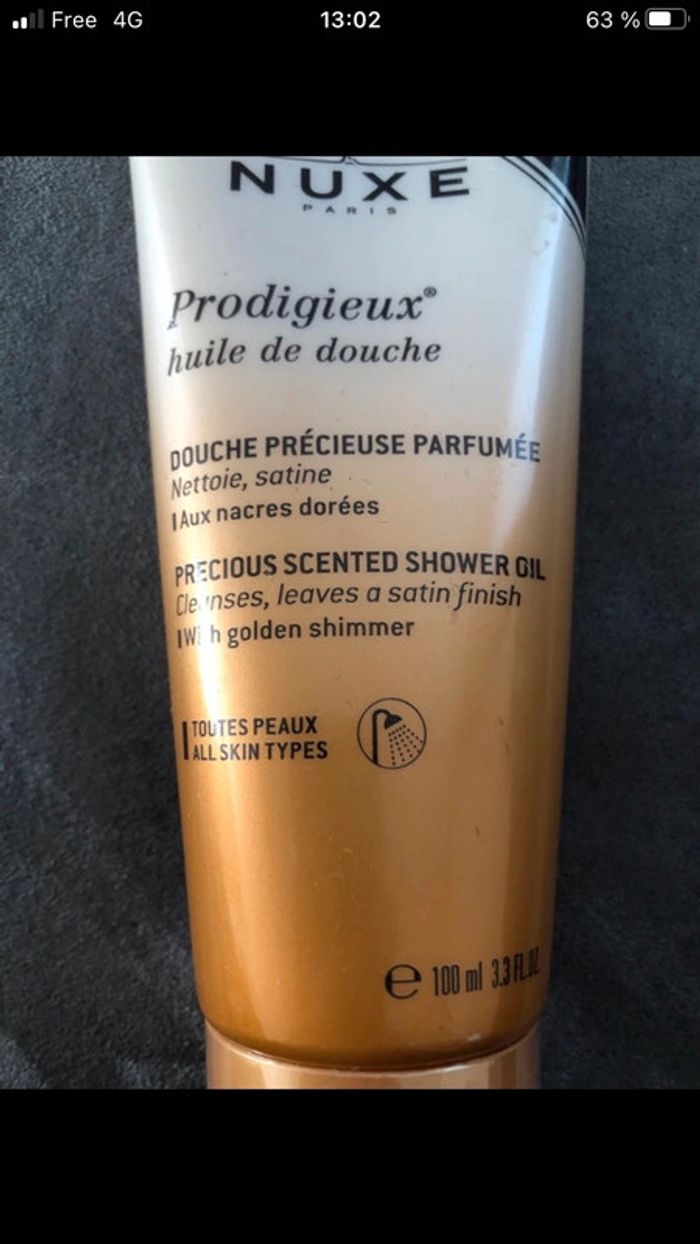 Free 4G 13:02 63 %
NUXE
PARIS
Prodigieux®
huile de douche
DOUCHE PRÉCIEUSE PARFUMÉE
Nettoie, satine
Aux nacres dorées
PRECIOUS SCENTED SHOWER OIL
Cleanses, leaves a satin finish
With golden shimmer
TOUTES PEAUX
ALL SKIN TYPES
e 100 ml 3.3 FL.OZ.